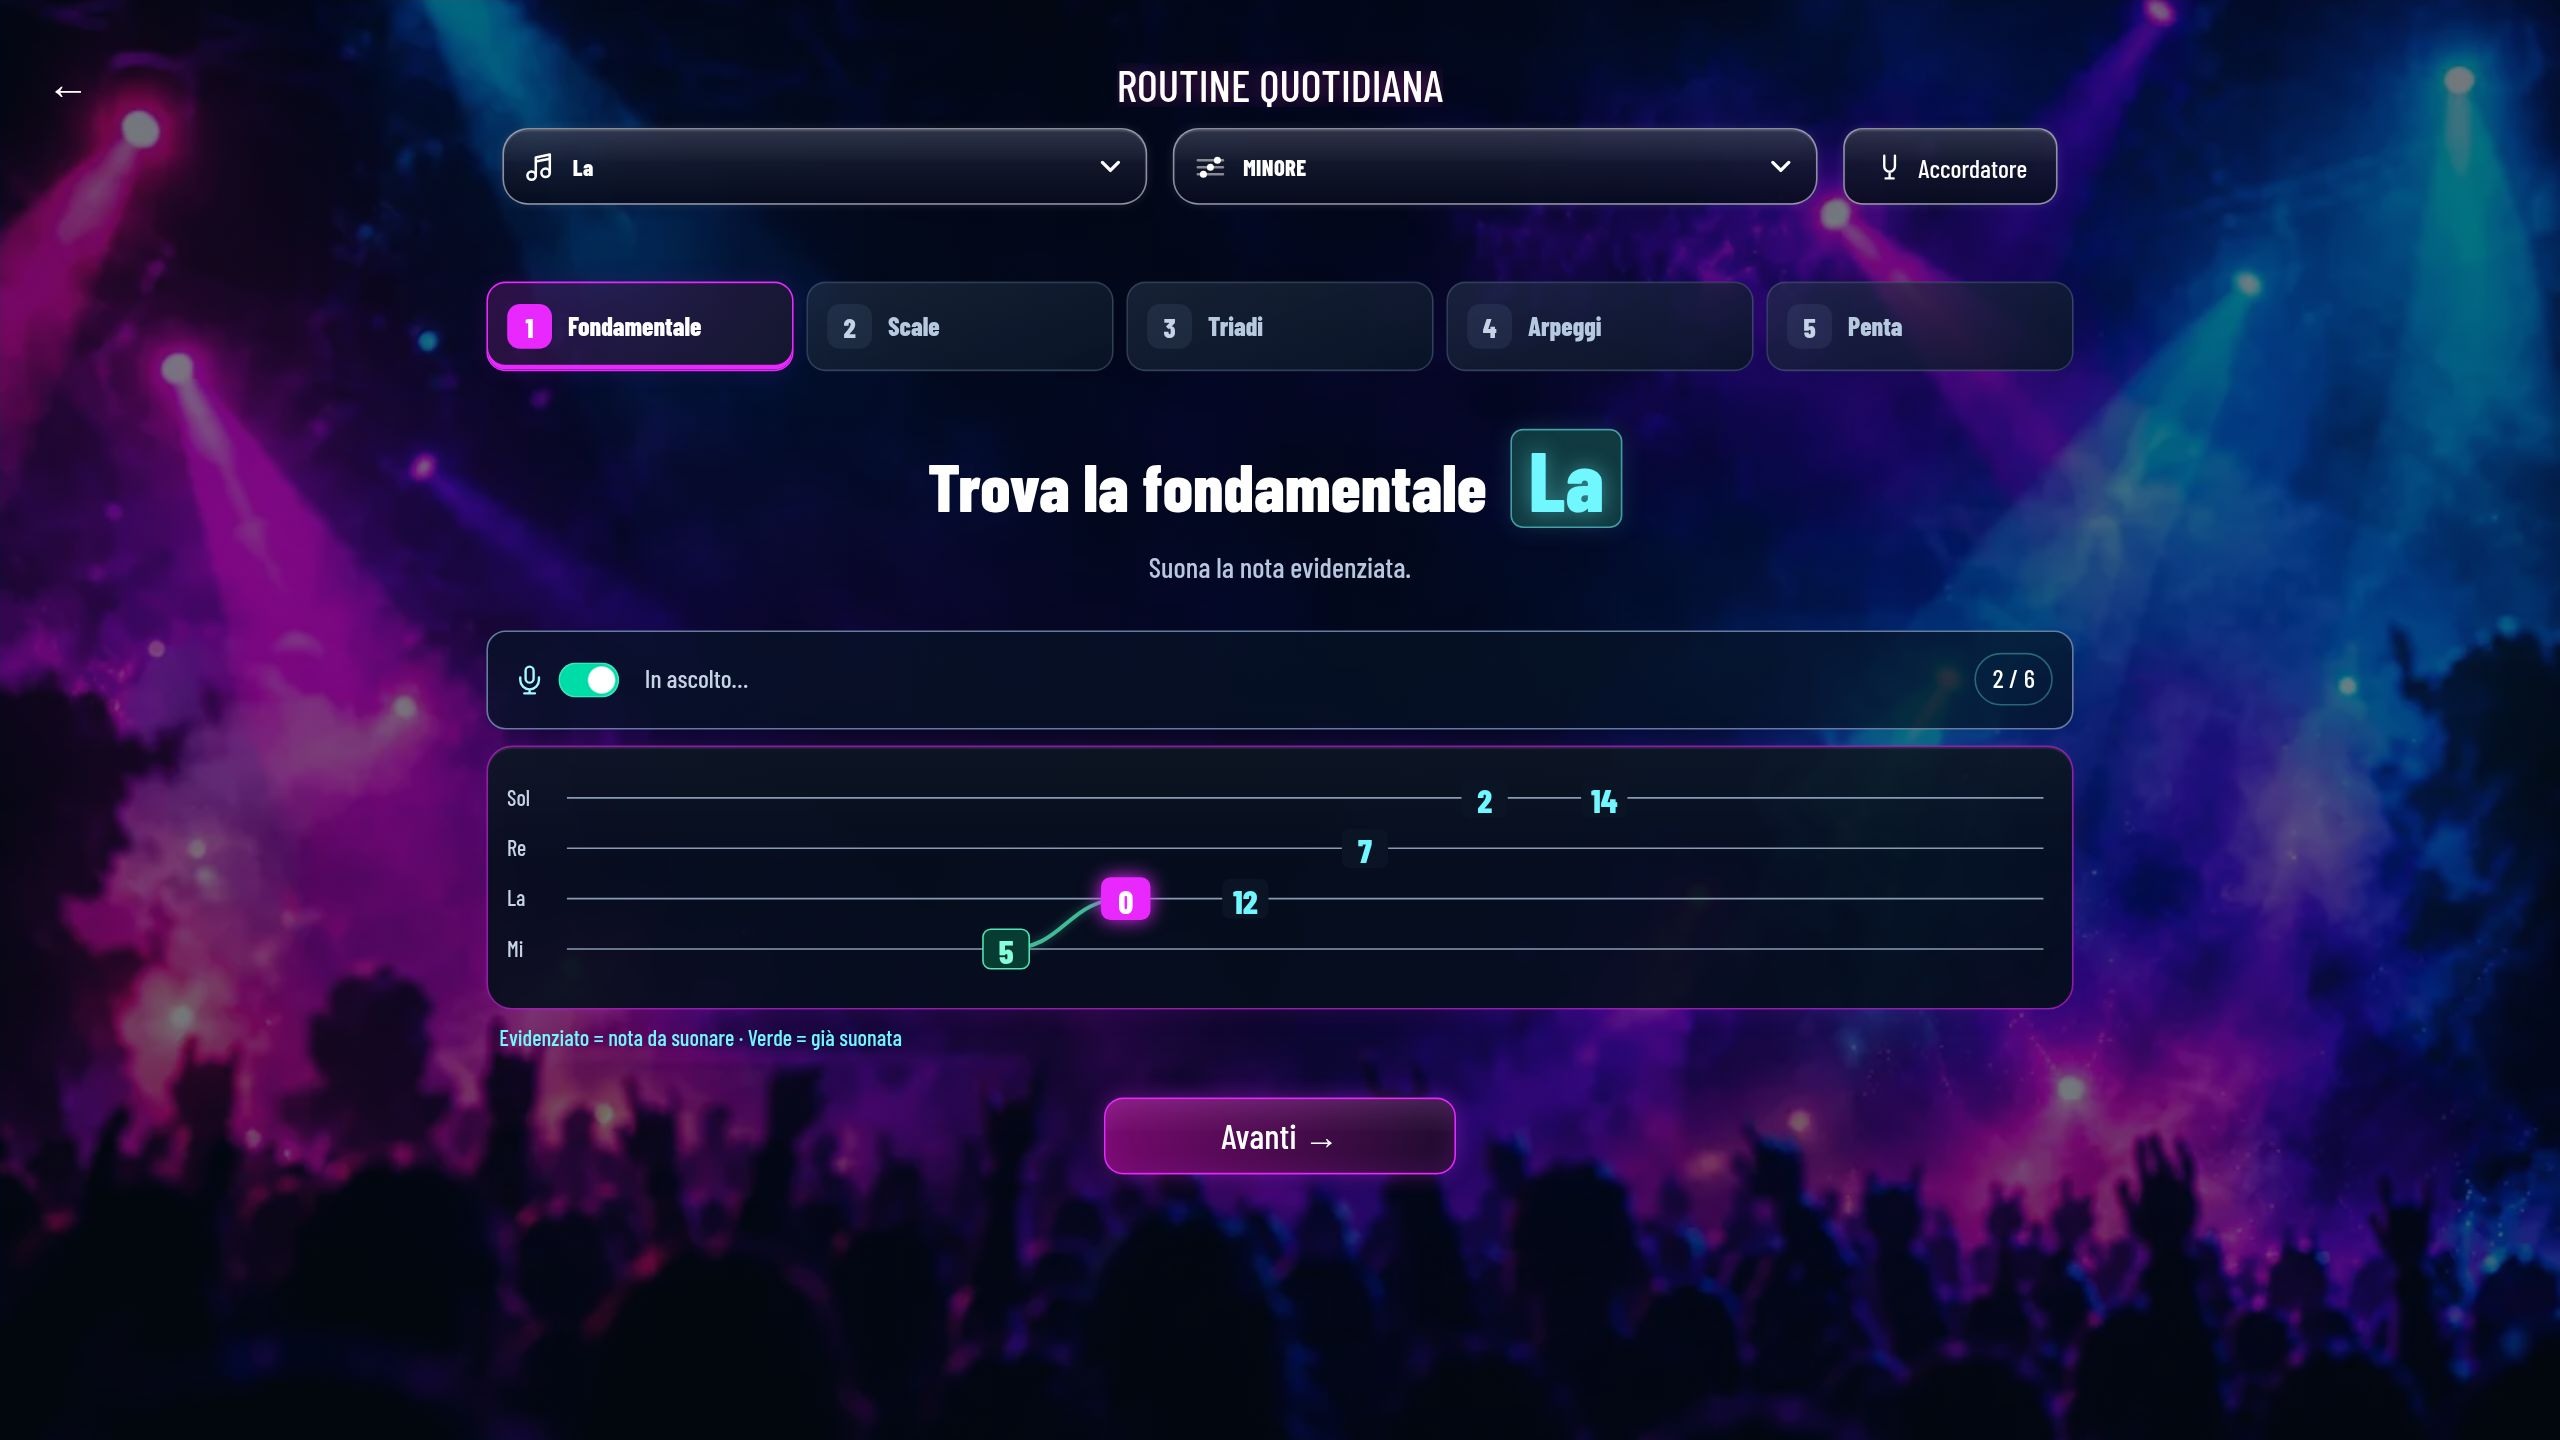 ← ROUTINE QUOTIDIANA
La
MINORE
Accordatore
1 Fondamentale
2 Scale
3 Triadi
4 Arpeggi
5 Penta
Trova la fondamentale La
Suona la nota evidenziata.
In ascolto...
2 / 6
Sol 2 14
Re 7
La 0 12
Mi 5
Evidenziato = nota da suonare · Verde = già suonata
Avanti →